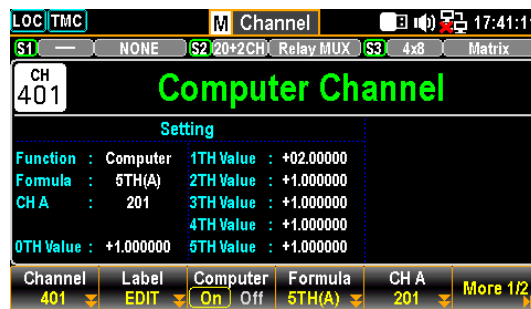 LOC TMC M Channel 17:41:1
S1 — NONE S2 20+2CH Relay MUX S3 4x8 Matrix
CH
401
Computer Channel
Setting
Function : Computer 1TH Value : +02.00000
Formula : 5TH(A) 2TH Value : +1.000000
CH A : 201 3TH Value : +1.000000
4TH Value : +1.000000
0TH Value : +1.000000 5TH Value : +1.000000
Channel Label Computer Formula CH A More 1/2
401 EDIT On Off 5TH(A) 201